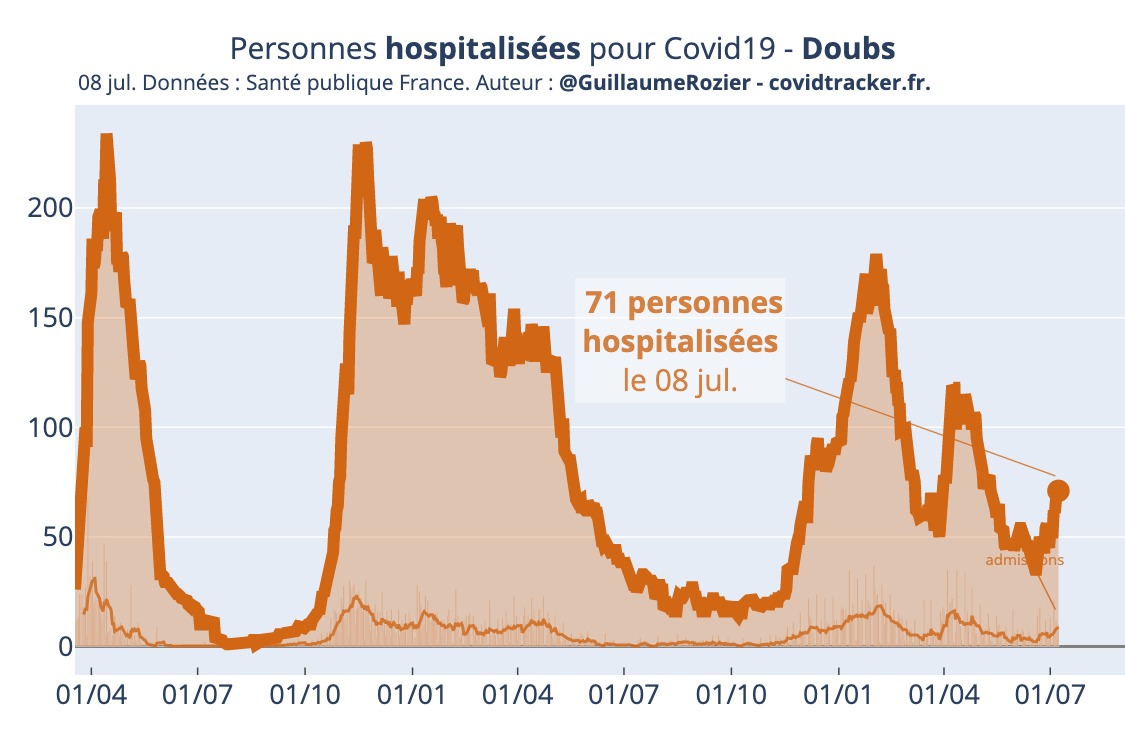 Personnes hospitalisées pour Covid19 - Doubs
08 jul. Données : Santé publique France. Auteur : @GuillaumeRozier - covidtracker.fr.
200
150
100
50
0
71 personnes
hospitalisées
le 08 jul.
admissions
01/04 01/07 01/10 01/01 01/04 01/07 01/10 01/01 01/04 01/07